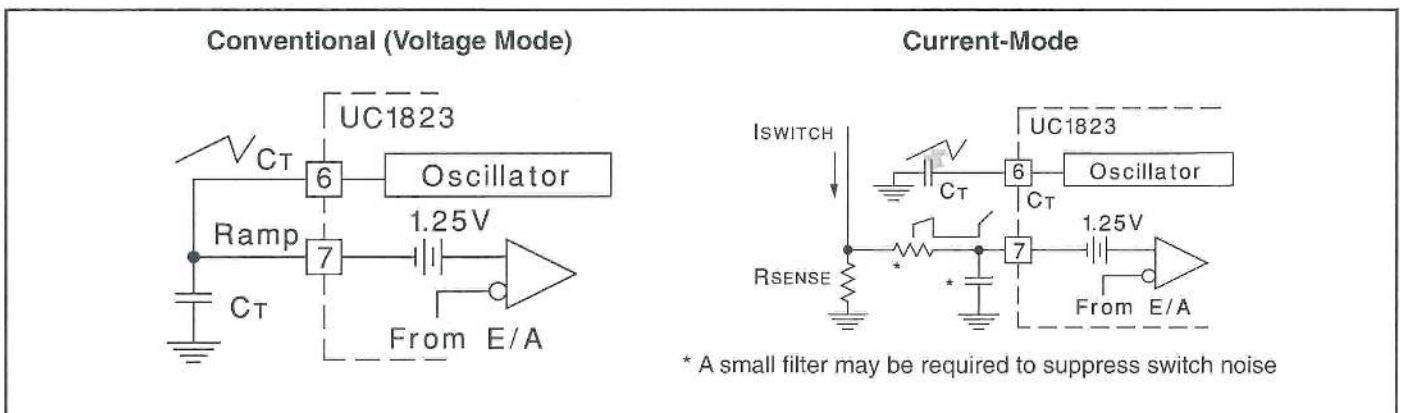 Conventional (Voltage Mode)
UC1823
CT
6
Oscillator
1.25V
Ramp
7
CT
From E/A
Current-Mode
ISWITCH
UC1823
6
Oscillator
CT
CT
1.25V
7
RSENSE
*
*
From E/A
* A small filter may be required to suppress switch noise